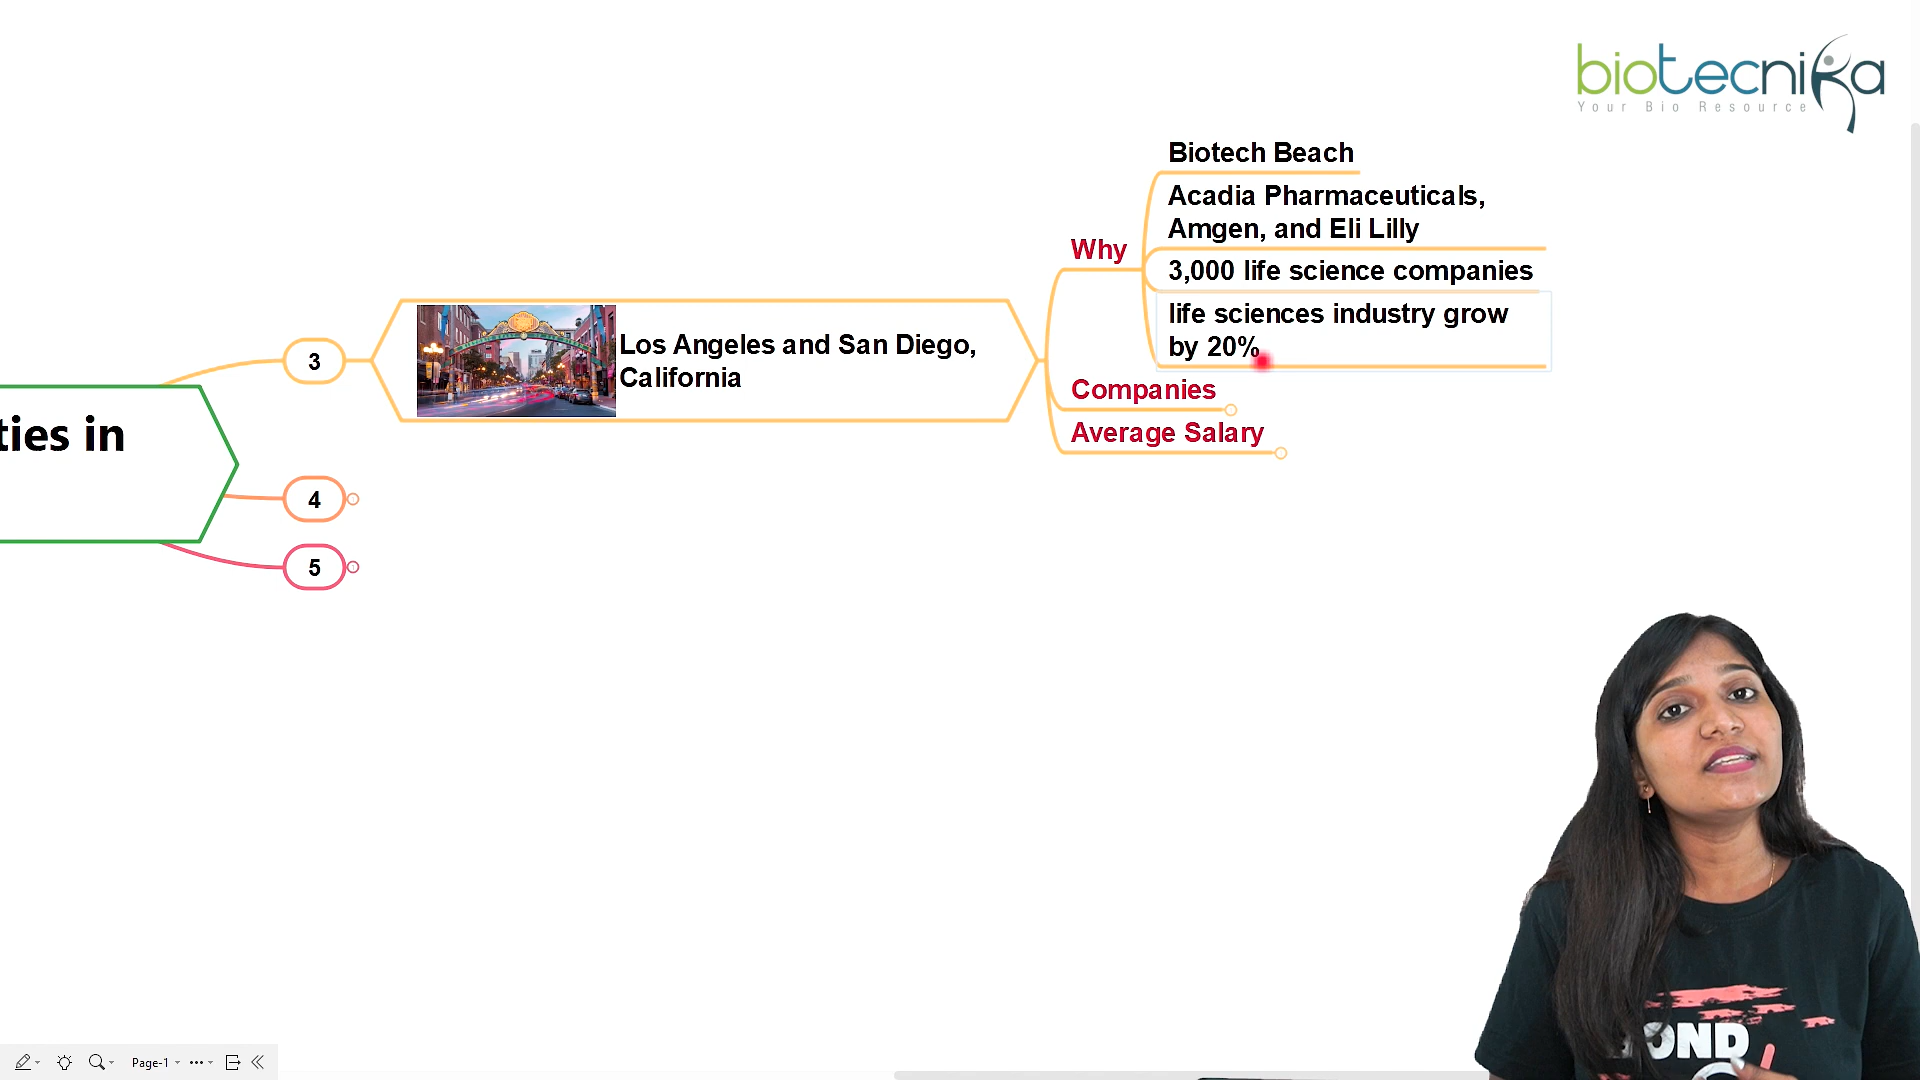 biotecnika
Your Bio Resource
Biotech Beach
Acadia Pharmaceuticals,
Amgen, and Eli Lilly
Why
3,000 life science companies
life sciences industry grow
by 20%
3
Los Angeles and San Diego,
California
Companies
Average Salary
ties in
4
5
OND
Page-1